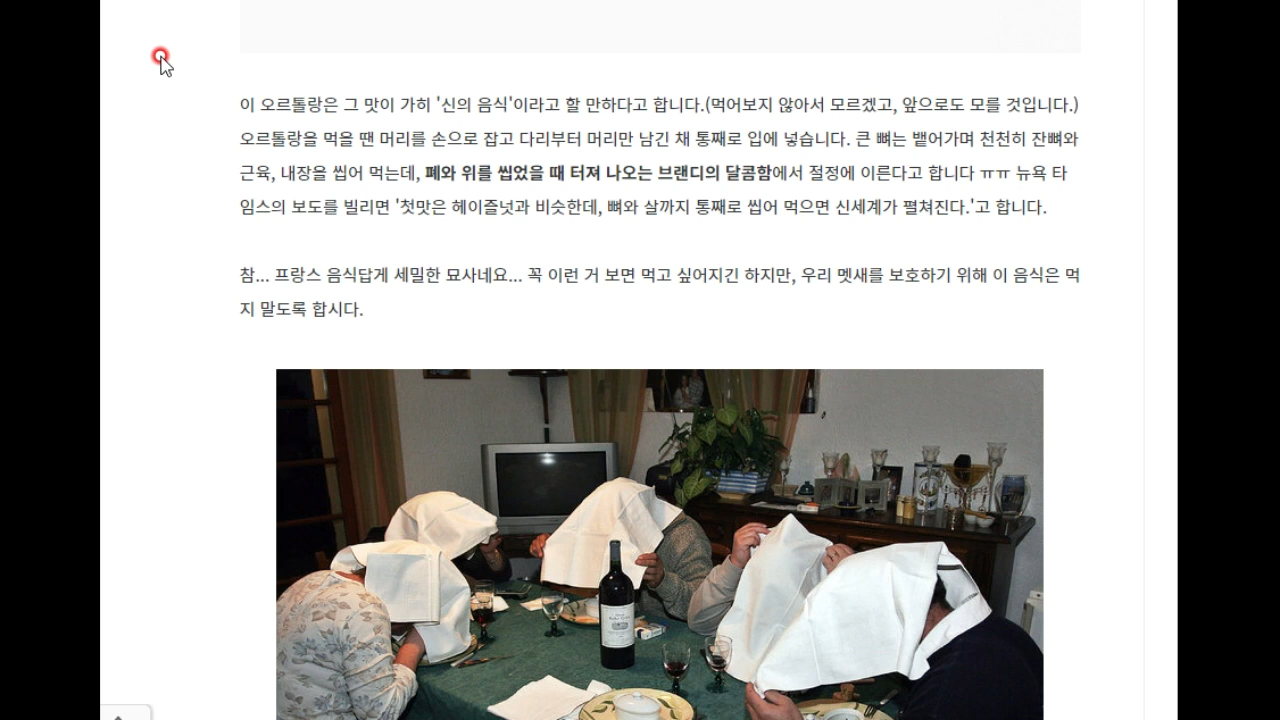 이 오르톨랑은 그 맛이 가히 '신의 음식'이라고 할 만하다고 합니다.(먹어보지 않아서 모르겠고, 앞으로도 모를 것입니다.)
오르톨랑을 먹을 땐 머리를 손으로 잡고 다리부터 머리만 남긴 채 통째로 입에 넣습니다. 큰 뼈는 뱉어가며 천천히 잔뼈와
근육, 내장을 씹어 먹는데, 폐와 위를 씹었을 때 터져 나오는 브랜디의 달콤함에서 절정에 이른다고 합니다 ㅠㅠ 뉴욕 타
임스의 보도를 빌리면 '첫맛은 헤이즐넛과 비슷한데, 뼈와 살까지 통째로 씹어 먹으면 신세계가 펼쳐진다.'고 합니다.
참... 프랑스 음식답게 세밀한 묘사네요... 꼭 이런 거 보면 먹고 싶어지긴 하지만, 우리 멧새를 보호하기 위해 이 음식은 먹
지 말도록 합시다.